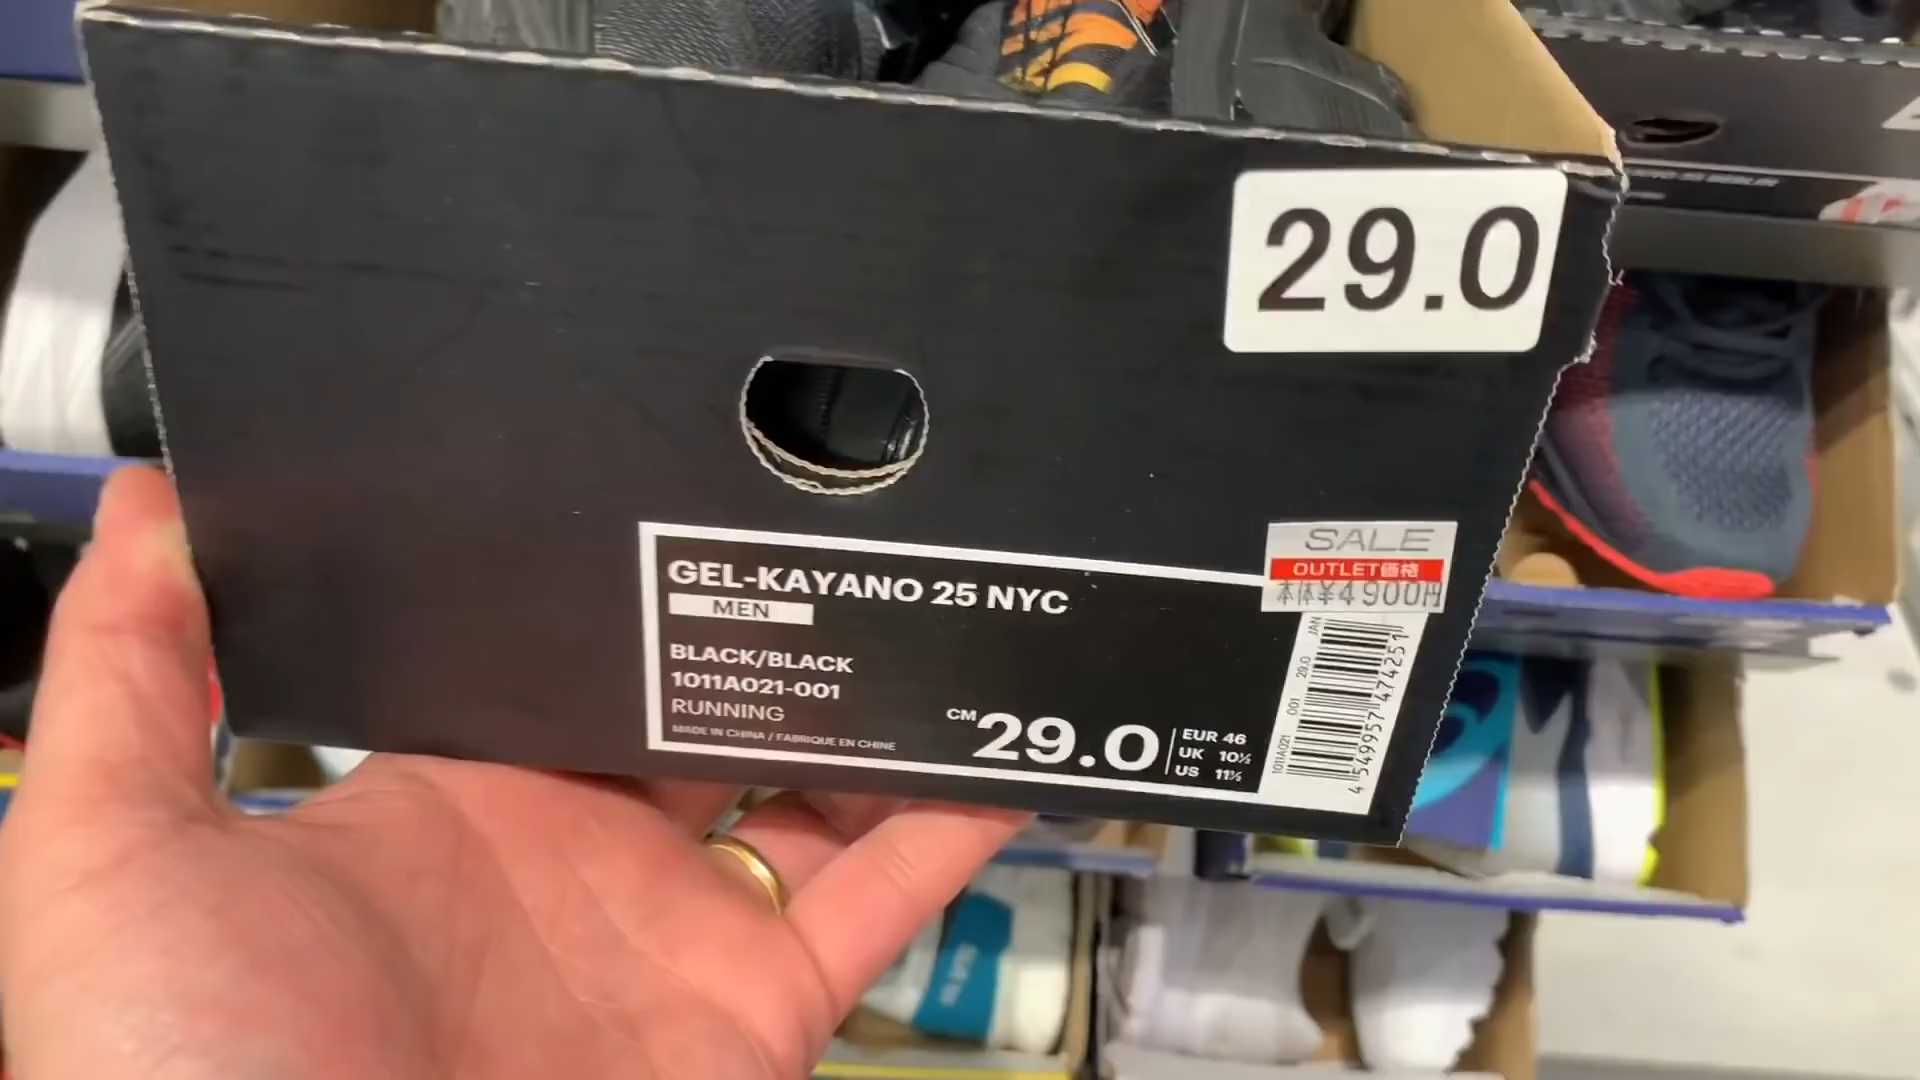 29.0
SALE
OUTLET価格
本体¥4900円
GEL-KAYANO 25 NYC
MEN
BLACK/BLACK
1011A021-001
RUNNING
MADE IN CHINA / FABRIQUE EN CHINE
CM 29.0
EUR 46
UK 10½
US 11½
1011A021 001 29.0 JAN
4549957474251